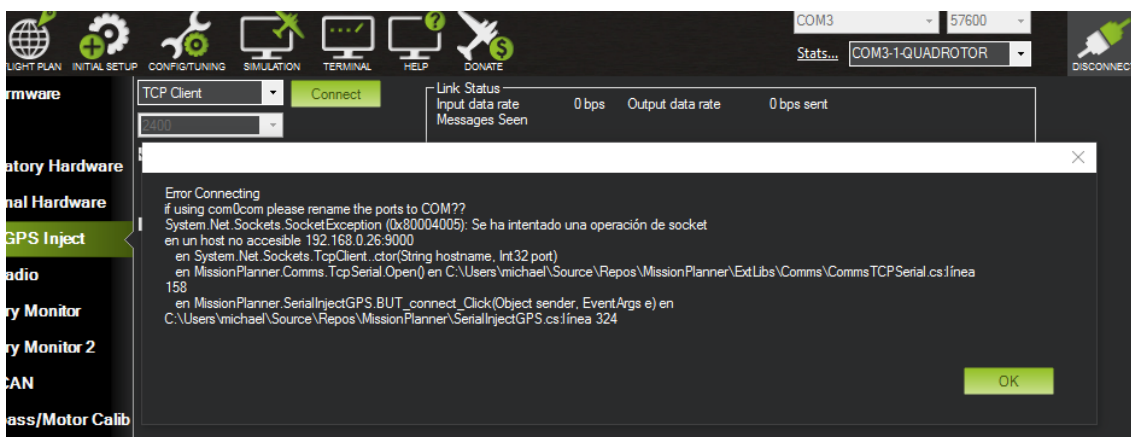 COM3 57600
LIGHT PLAN INITIAL SETUP CONFIG/TUNING SIMULATION TERMINAL HELP DONATE
Stats... COM3-1-QUADROTOR
DISCONNEC
rmware
TCP Client Connect
Link Status
Input data rate 0 bps Output data rate 0 bps sent
Messages Seen
2400
atory Hardware
nal Hardware
GPS Inject
adio
ry Monitor
ry Monitor 2
CAN
pass/Motor Calib
Error Connecting
if using com0com please rename the ports to COM??
System.Net.Sockets.SocketException (0x80004005): Se ha intentado una operación de socket
en un host no accesible 192.168.0.26:9000
en System.Net.Sockets.TcpClient..ctor(String hostname, Int32 port)
en MissionPlanner.Comms.TcpSerial.Open() en C:\Users\michael\Source\Repos\MissionPlanner\ExtLibs\Comms\CommsTCPSerial.cs:línea
158
en MissionPlanner.SerialInjectGPS.BUT_connect_Click(Object sender, EventArgs e) en
C:\Users\michael\Source\Repos\MissionPlanner\SerialInjectGPS.cs:línea 324
OK